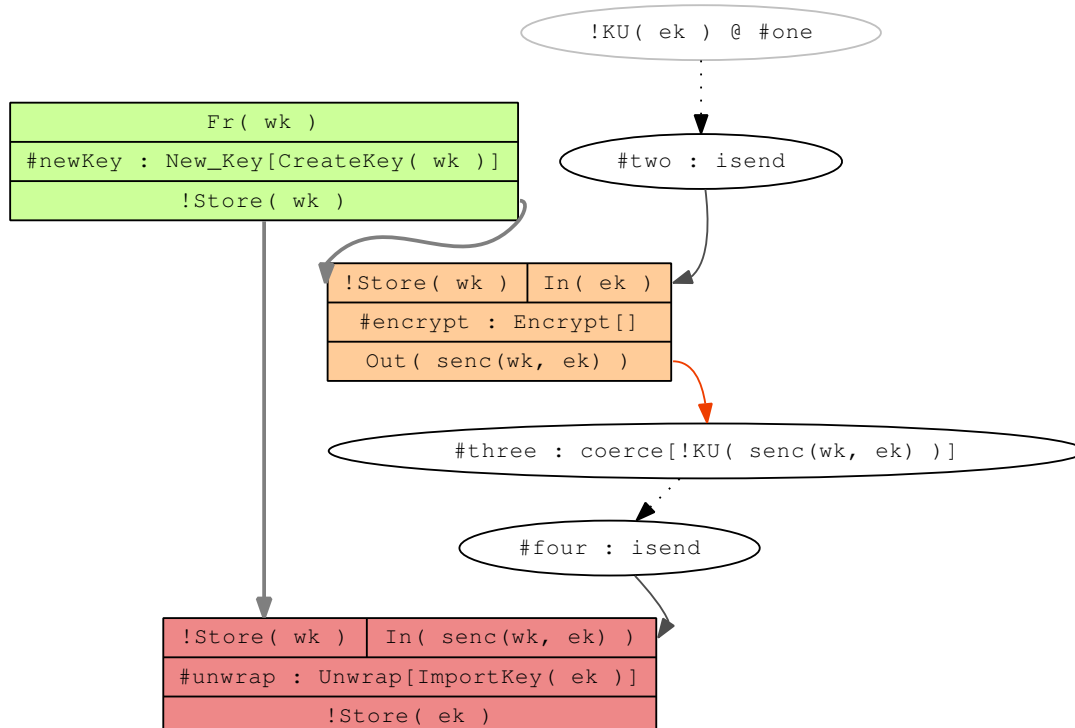 !KU( ek ) @ #one
Fr( wk )
#newKey : New_Key[CreateKey( wk )]
!Store( wk )
#two : isend
!Store( wk ) In( ek )
#encrypt : Encrypt[]
Out( senc(wk, ek) )
#three : coerce[!KU( senc(wk, ek) )]
#four : isend
!Store( wk ) In( senc(wk, ek) )
#unwrap : Unwrap[ImportKey( ek )]
!Store( ek )